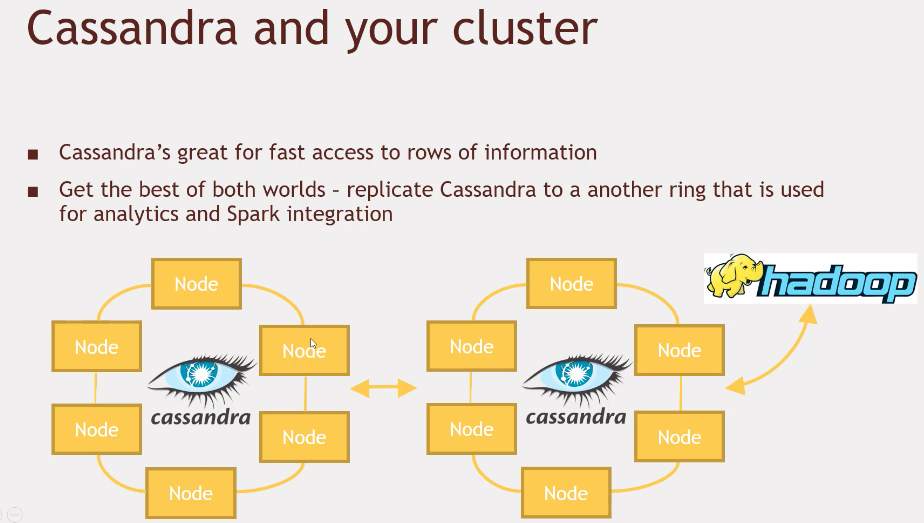 Cassandra and your cluster
■ Cassandra's great for fast access to rows of information
■ Get the best of both worlds – replicate Cassandra to a another ring that is used
for analytics and Spark integration
Node
Node
Node
Node
Node
Node
cassandra
Node
Node
Node
Node
Node
Node
cassandra
hadoop